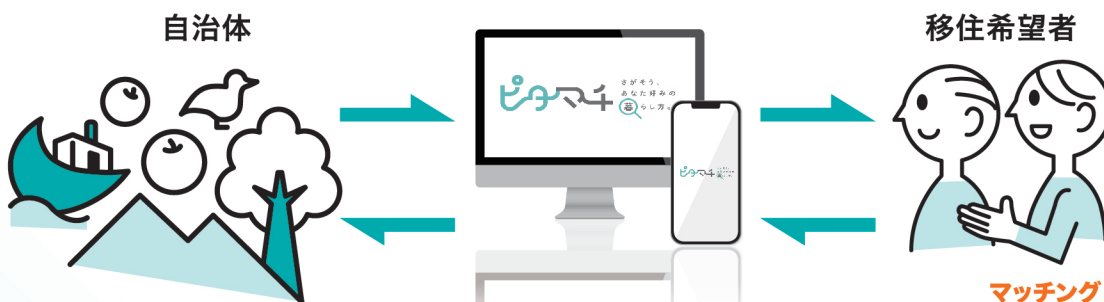 自治体
移住希望者
ピタマチ
さがそう、
あなた好みの
暮らし方。
ピタマチ
マッチング